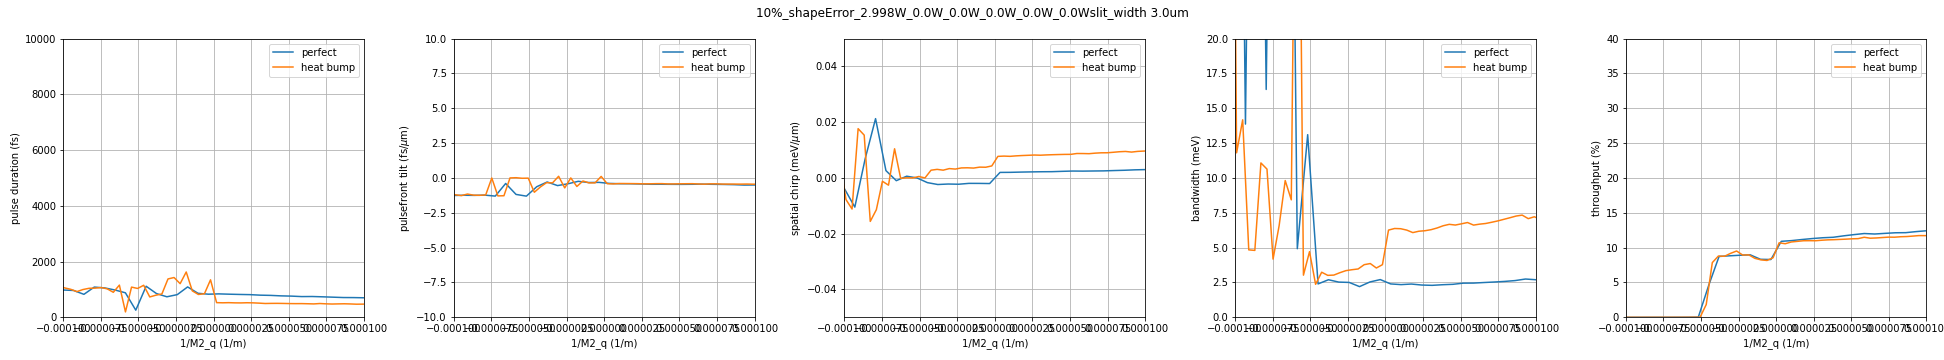 10%_shapeError_2.998W_0.0W_0.0W_0.0W_0.0W_0.0Wslit_width 3.0um
pulse duration (fs)
10000
8000
6000
4000
2000
0
perfect
heat bump
1/M2_q (1/m)
pulsefront tilt (fs/μm)
10.0
7.5
5.0
2.5
0.0
−2.5
−5.0
−7.5
−10.0
perfect
heat bump
1/M2_q (1/m)
spatial chirp (meV/μm)
0.04
0.02
0.00
−0.02
−0.04
perfect
heat bump
1/M2_q (1/m)
bandwidth (meV)
20.0
17.5
15.0
12.5
10.0
7.5
5.0
2.5
0.0
perfect
heat bump
1/M2_q (1/m)
throughput (%)
40
35
30
25
20
15
10
5
0
perfect
heat bump
1/M2_q (1/m)